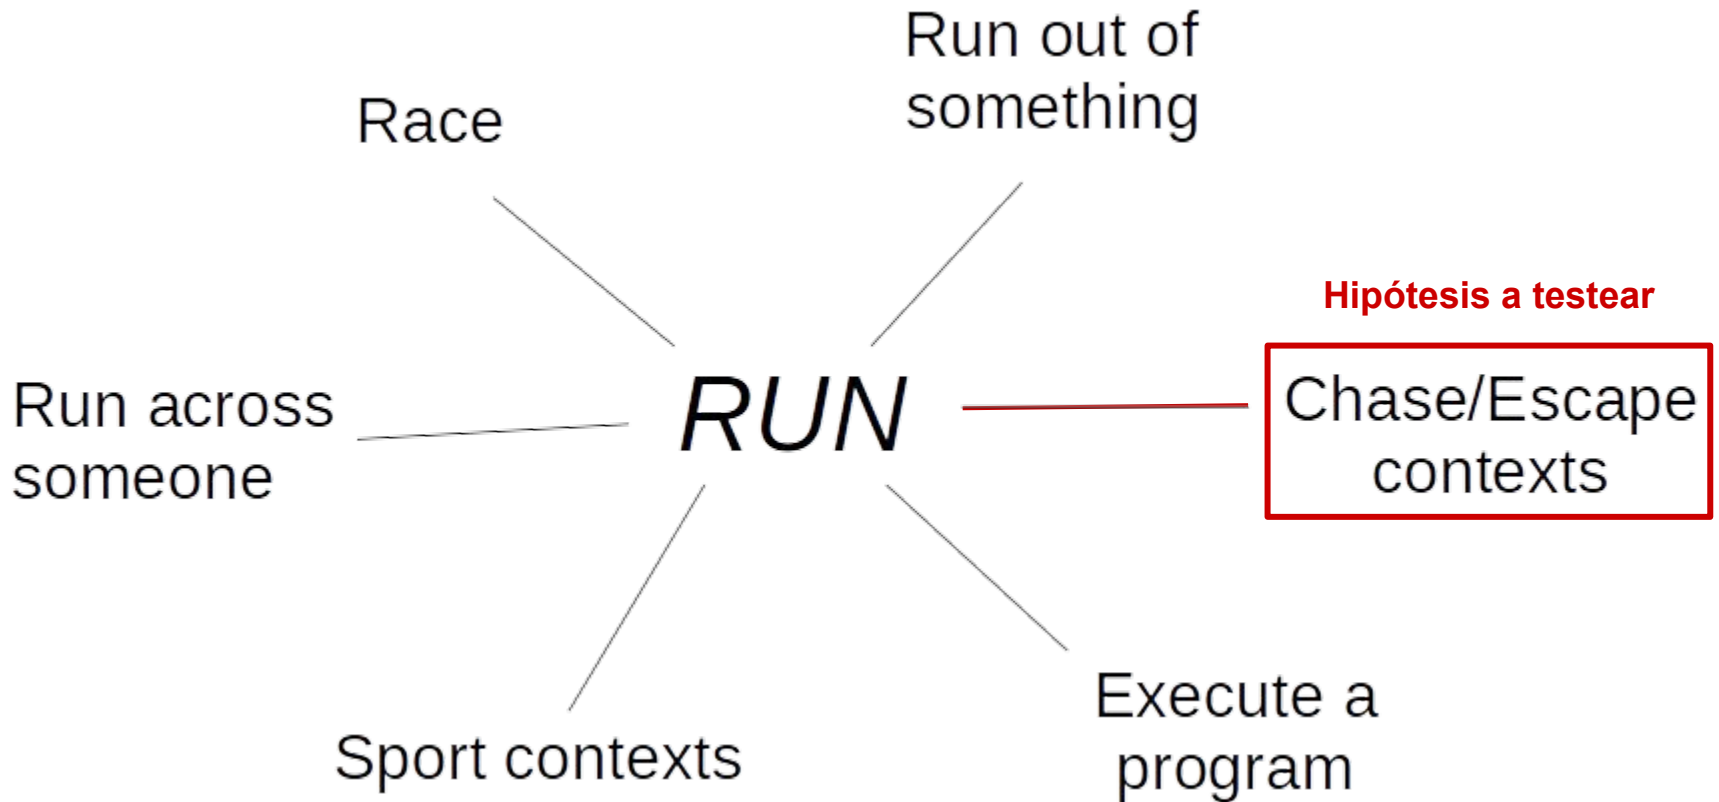 Run out of
something
Race
Hipótesis a testear
Chase/Escape
contexts
RUN
Run across
someone
Execute a
program
Sport contexts